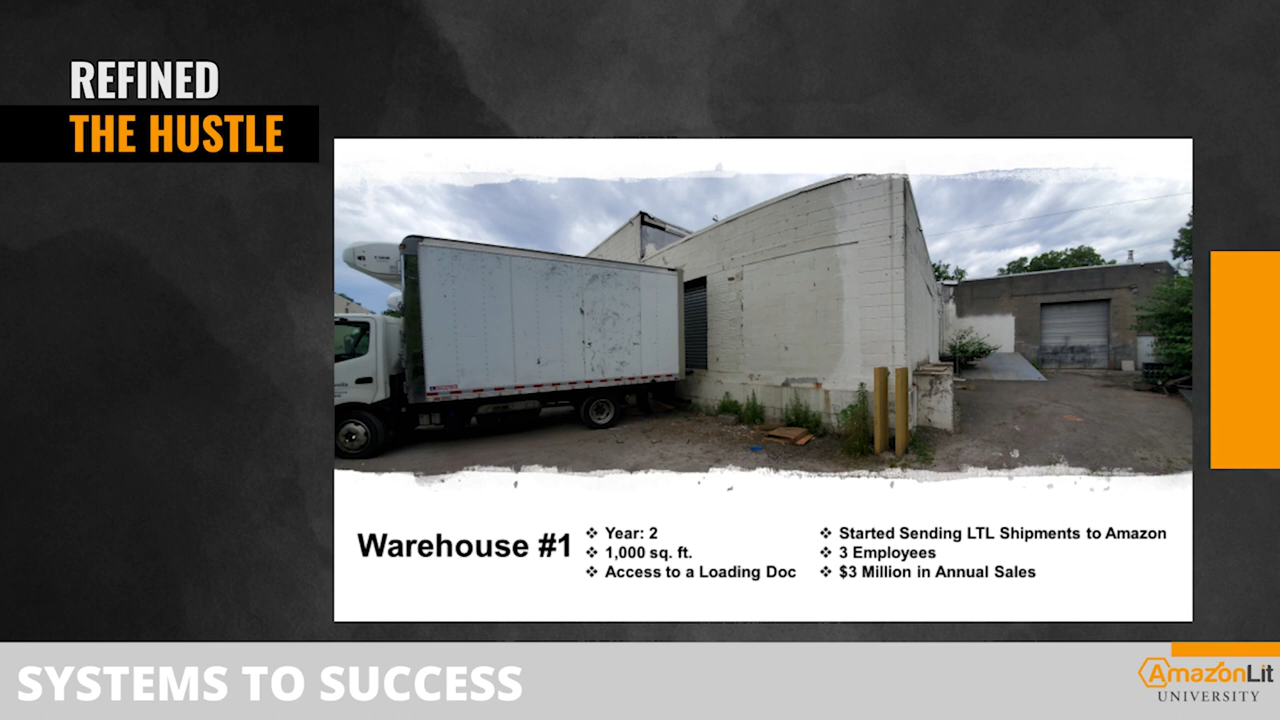 REFINED
THE HUSTLE
Warehouse #1
❖ Year: 2
❖ 1,000 sq. ft.
❖ Access to a Loading Doc
❖ Started Sending LTL Shipments to Amazon
❖ 3 Employees
❖ $3 Million in Annual Sales
SYSTEMS TO SUCCESS
AmazonLit
UNIVERSITY